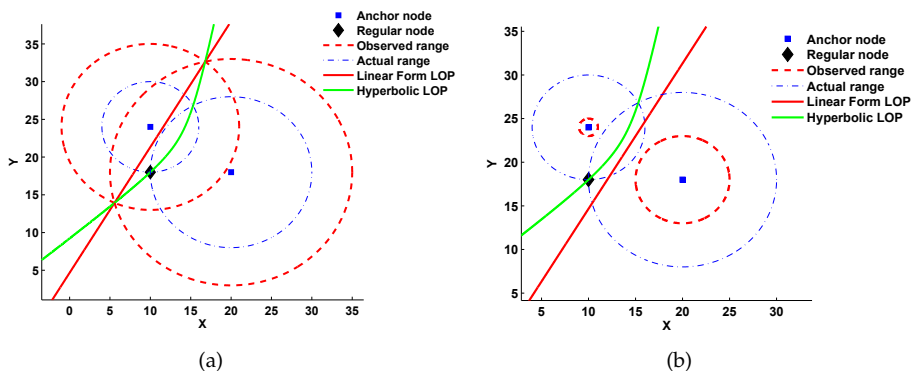 Anchor node
Regular node
Observed range
Actual range
Linear Form LOP
Hyperbolic LOP
35
30
25
20
15
10
5
Y
0 5 10 15 20 25 30 35
X
(a)
Anchor node
Regular node
Observed range
Actual range
Linear Form LOP
Hyperbolic LOP
35
30
25
20
15
10
5
Y
5 10 15 20 25 30
X
(b)